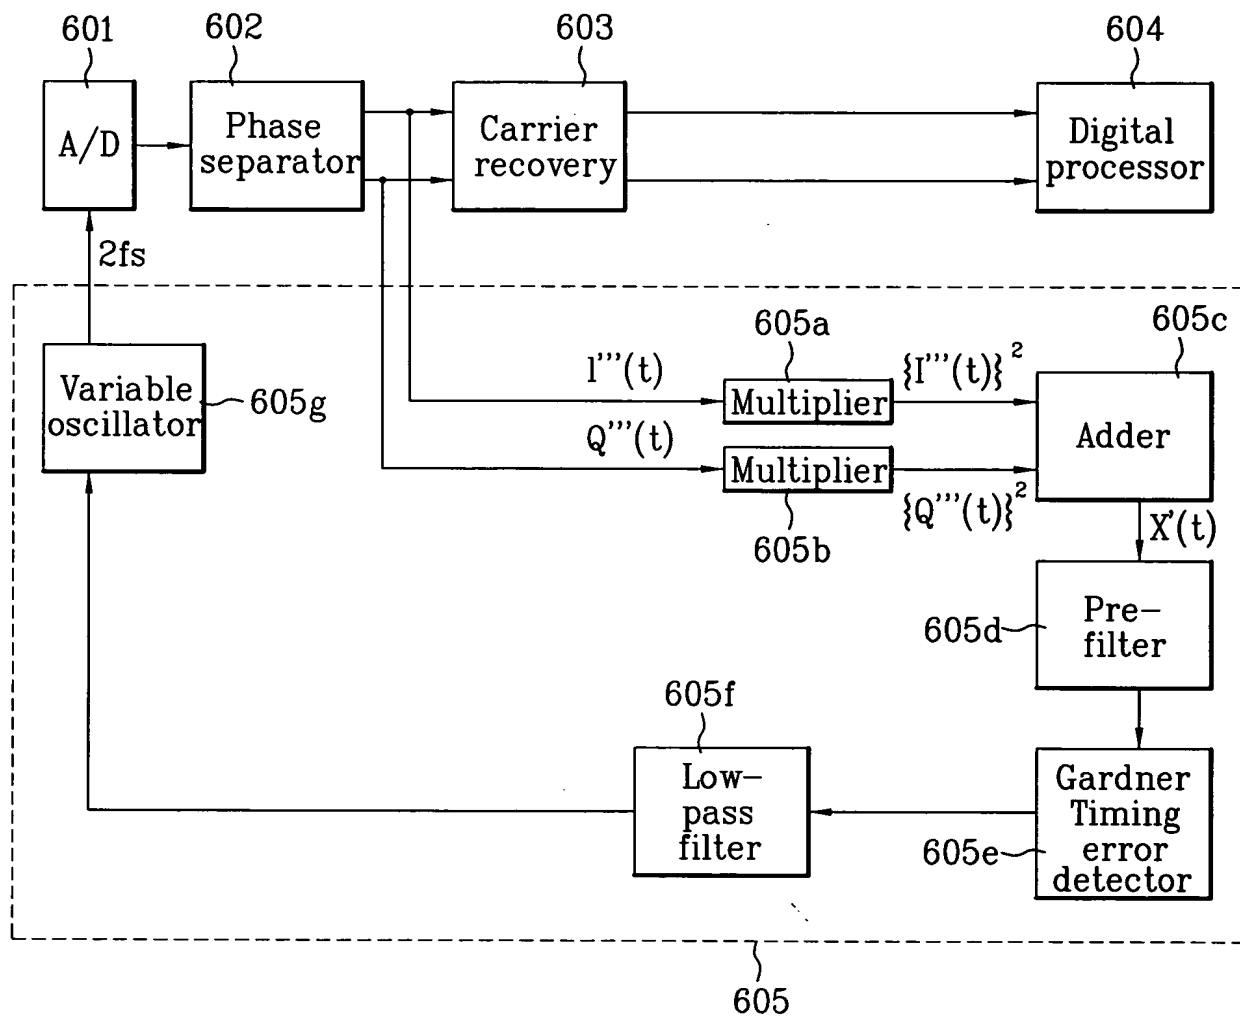 601
602
603
604
A/D
Phase
separator
Carrier
recovery
Digital
processor
2fs
605a
605c
I'''(t)
{I'''(t)}²
Variable
oscillator
605g
Multiplier
Adder
Q'''(t)
Multiplier
{Q'''(t)}²
605b
X'(t)
605d
Pre-
filter
605f
Low-
pass
filter
Gardner
Timing
error
detector
605e
605